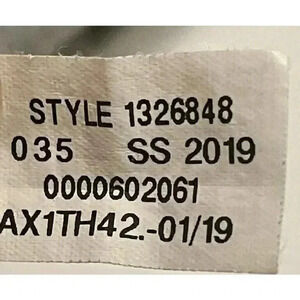 STYLE 1326848
035 SS 2019
0000602061
AX1TH42.-01/19